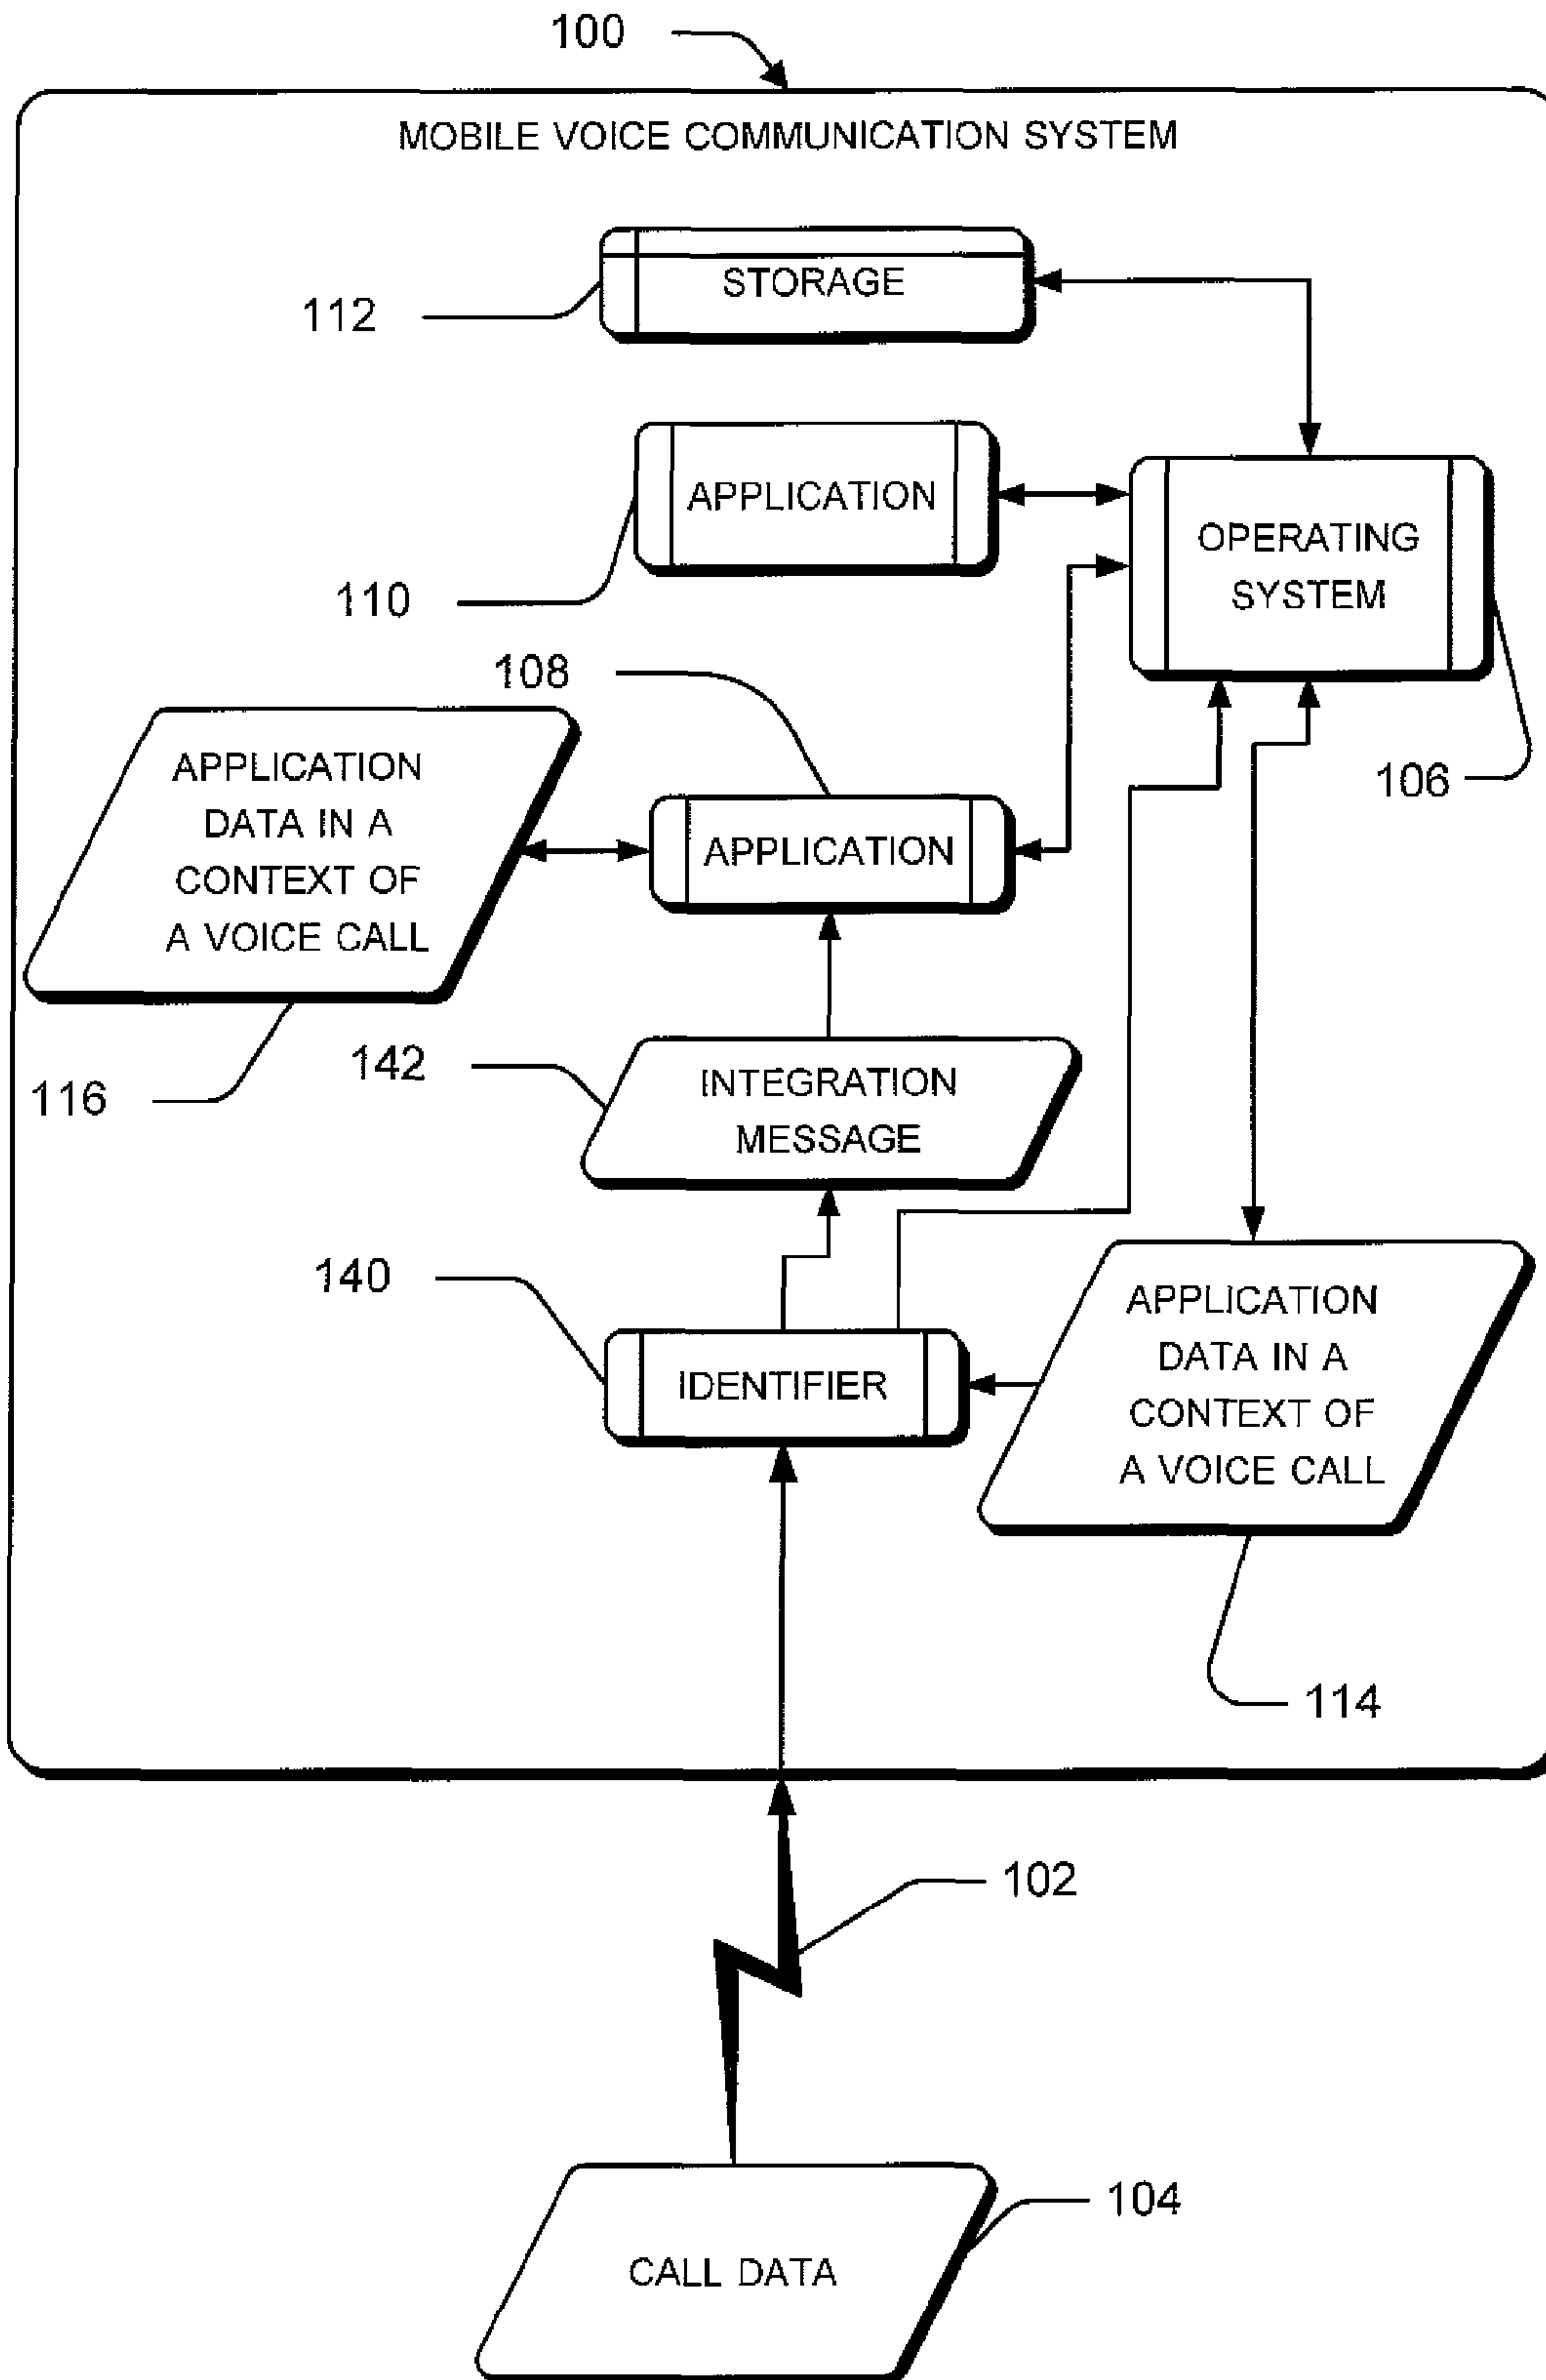 100
MOBILE VOICE COMMUNICATION SYSTEM
STORAGE
112
APPLICATION
110
OPERATING
SYSTEM
106
108
APPLICATION
APPLICATION
DATA IN A
CONTEXT OF
A VOICE CALL
116
142
INTEGRATION
MESSAGE
140
IDENTIFIER
APPLICATION
DATA IN A
CONTEXT OF
A VOICE CALL
114
102
104
CALL DATA